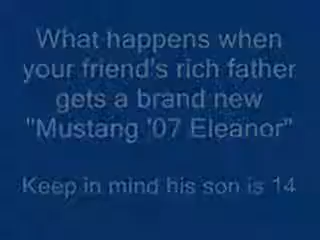 What happens when
your friend's rich father
gets a brand new
"Mustang '07 Eleanor"
Keep in mind his son is 14